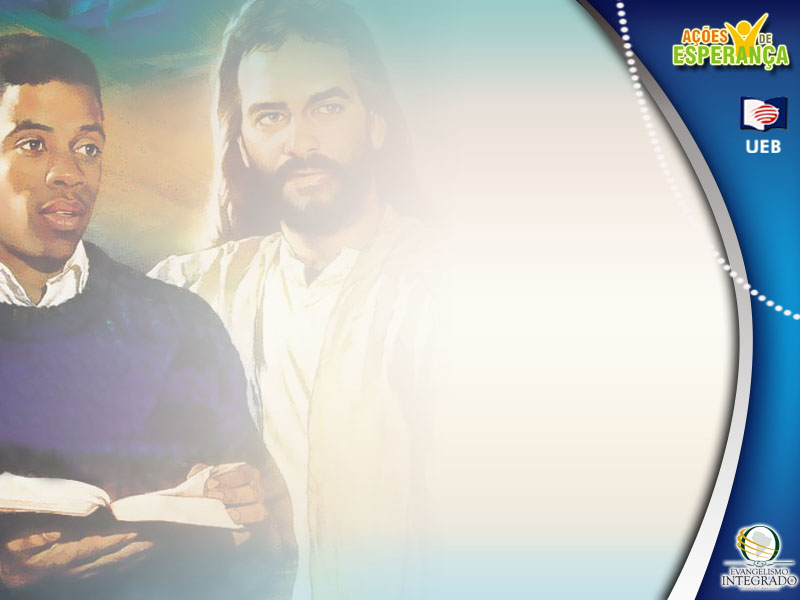 AÇÕES DE
ESPERANÇA
UEB
EVANGELISMO
INTEGRADO